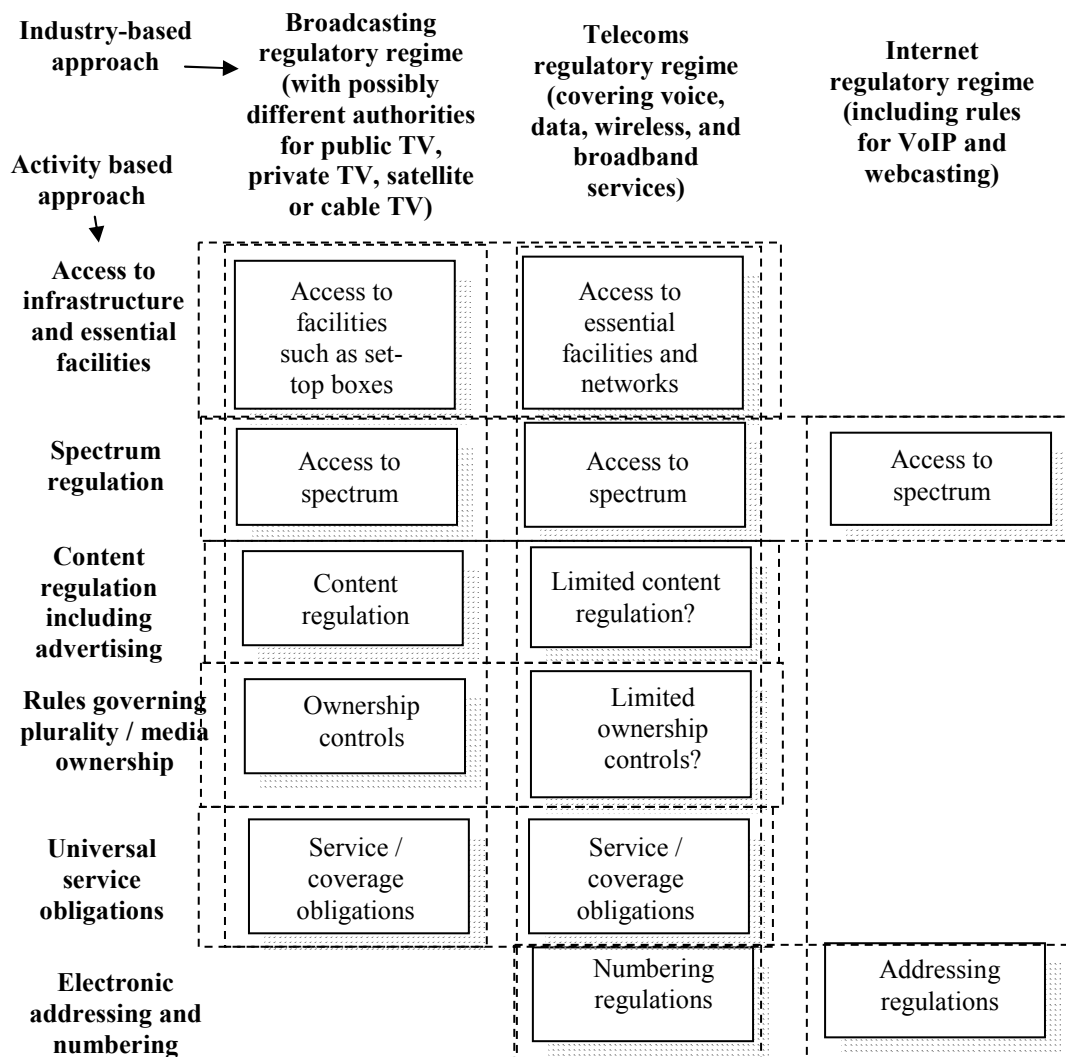 Industry-based
approach
Broadcasting
regulatory regime
(with possibly
different authorities
for public TV,
private TV, satellite
or cable TV)
Telecoms
regulatory regime
(covering voice,
data, wireless, and
broadband
services)
Internet
regulatory regime
(including rules
for VoIP and
webcasting)
Activity based
approach
Access to
infrastructure
and essential
facilities
Access to
facilities
such as set-
top boxes
Access to
essential
facilities and
networks
Spectrum
regulation
Access to
spectrum
Access to
spectrum
Access to
spectrum
Content
regulation
including
advertising
Content
regulation
Limited content
regulation?
Rules governing
plurality / media
ownership
Ownership
controls
Limited
ownership
controls?
Universal
service
obligations
Service /
coverage
obligations
Service /
coverage
obligations
Electronic
addressing and
numbering
Numbering
regulations
Addressing
regulations